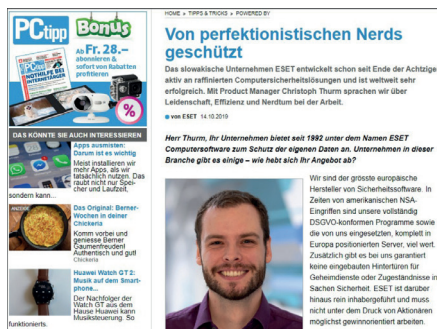 PCtipp Bonus
Ab Fr. 28.–
abonnieren &
sofort von Rabatten
profitieren
PCtipp
NOTHILFE BEI
%
DAS KÖNNTE SIE AUCH INTERESSIEREN
Apps ausmisten:
Darum ist es wichtig
Meist installieren wir
mehr Apps, als wir
tatsächlich nutzen. Das
raubt nicht nur Spei-
cher und Laufzeit,
sondern kann...
ANZEIGE
Das Original: Berner-
Wochen in deiner
Chickeria
Komm vorbei und
geniesse Berner
Gaumenfreuden!
Authentisch und gut!
Chickeria
Huawei Watch GT 2:
Musik auf dem Smart-
phone...
Der Nachfolger der
Watch GT aus dem
Hause Huawei kann
Musiksteuerung. So
funktionierts.
HOME » TIPPS & TRICKS » POWERED BY
Von perfektionistischen Nerds
geschützt
Das slowakische Unternehmen ESET entwickelt schon seit Ende der Achtzige
aktiv an raffinierten Computersicherheitslösungen und ist weltweit sehr
erfolgreich. Mit Product Manager Christoph Thurm sprachen wir über
Leidenschaft, Effizienz und Nerdtum bei der Arbeit.
von ESET 14.10.2019
Herr Thurm, Ihr Unternehmen bietet seit 1992 unter dem Namen ESET
Computersoftware zum Schutz der eigenen Daten an. Unternehmen in dieser
Branche gibt es einige – wie hebt sich Ihr Angebot ab?
Wir sind der grösste europäische
Hersteller von Sicherheitssoftware. In
Zeiten von amerikanischen NSA-
Eingriffen sind unsere vollständig
DSGVO-konformen Programme sowie
die von uns eingesetzten, komplett in
Europa positionierten Server, viel wert.
Zusätzlich gibt es bei uns garantiert
keine eingebauten Hintertüren für
Geheimdienste oder Zugeständnisse in
Sachen Sicherheit. ESET ist darüber
hinaus rein inhabergeführt und muss
nicht unter dem Druck von Aktionären
möglichst gewinnorientiert arbeiten.